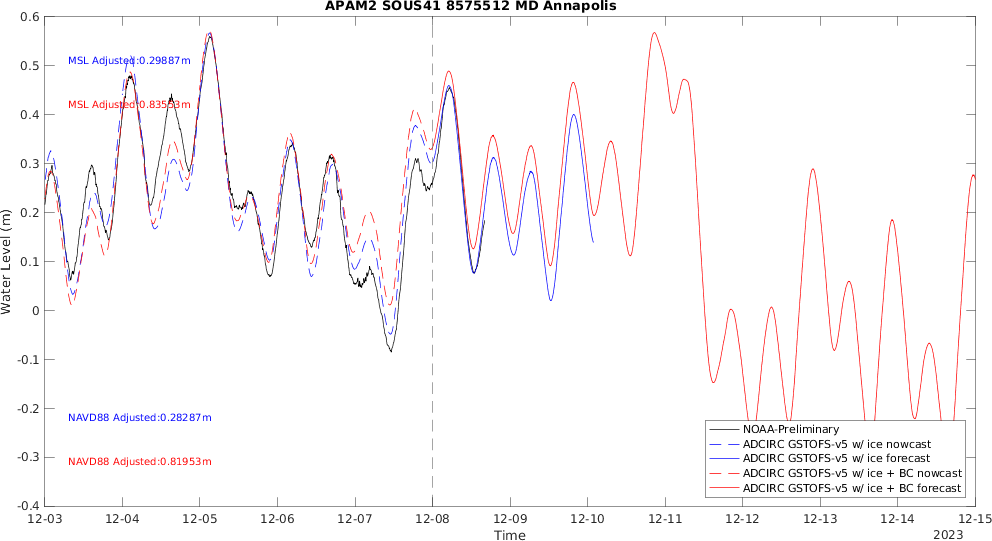 APAM2 SOUS41 8575512 MD Annapolis
0.6
0.5
0.4
0.3
0.2
0.1
0
-0.1
-0.2
-0.3
-0.4
Water Level (m)
MSL Adjusted:0.29887m
MSL Adjusted:0.83553m
NAVD88 Adjusted:0.28287m
NAVD88 Adjusted:0.81953m
NOAA-Preliminary
ADCIRC GSTOFS-v5 w/ ice nowcast
ADCIRC GSTOFS-v5 w/ ice forecast
ADCIRC GSTOFS-v5 w/ ice + BC nowcast
ADCIRC GSTOFS-v5 w/ ice + BC forecast
12-03 12-04 12-05 12-06 12-07 12-08 12-09 12-10 12-11 12-12 12-13 12-14 12-15
Time
2023